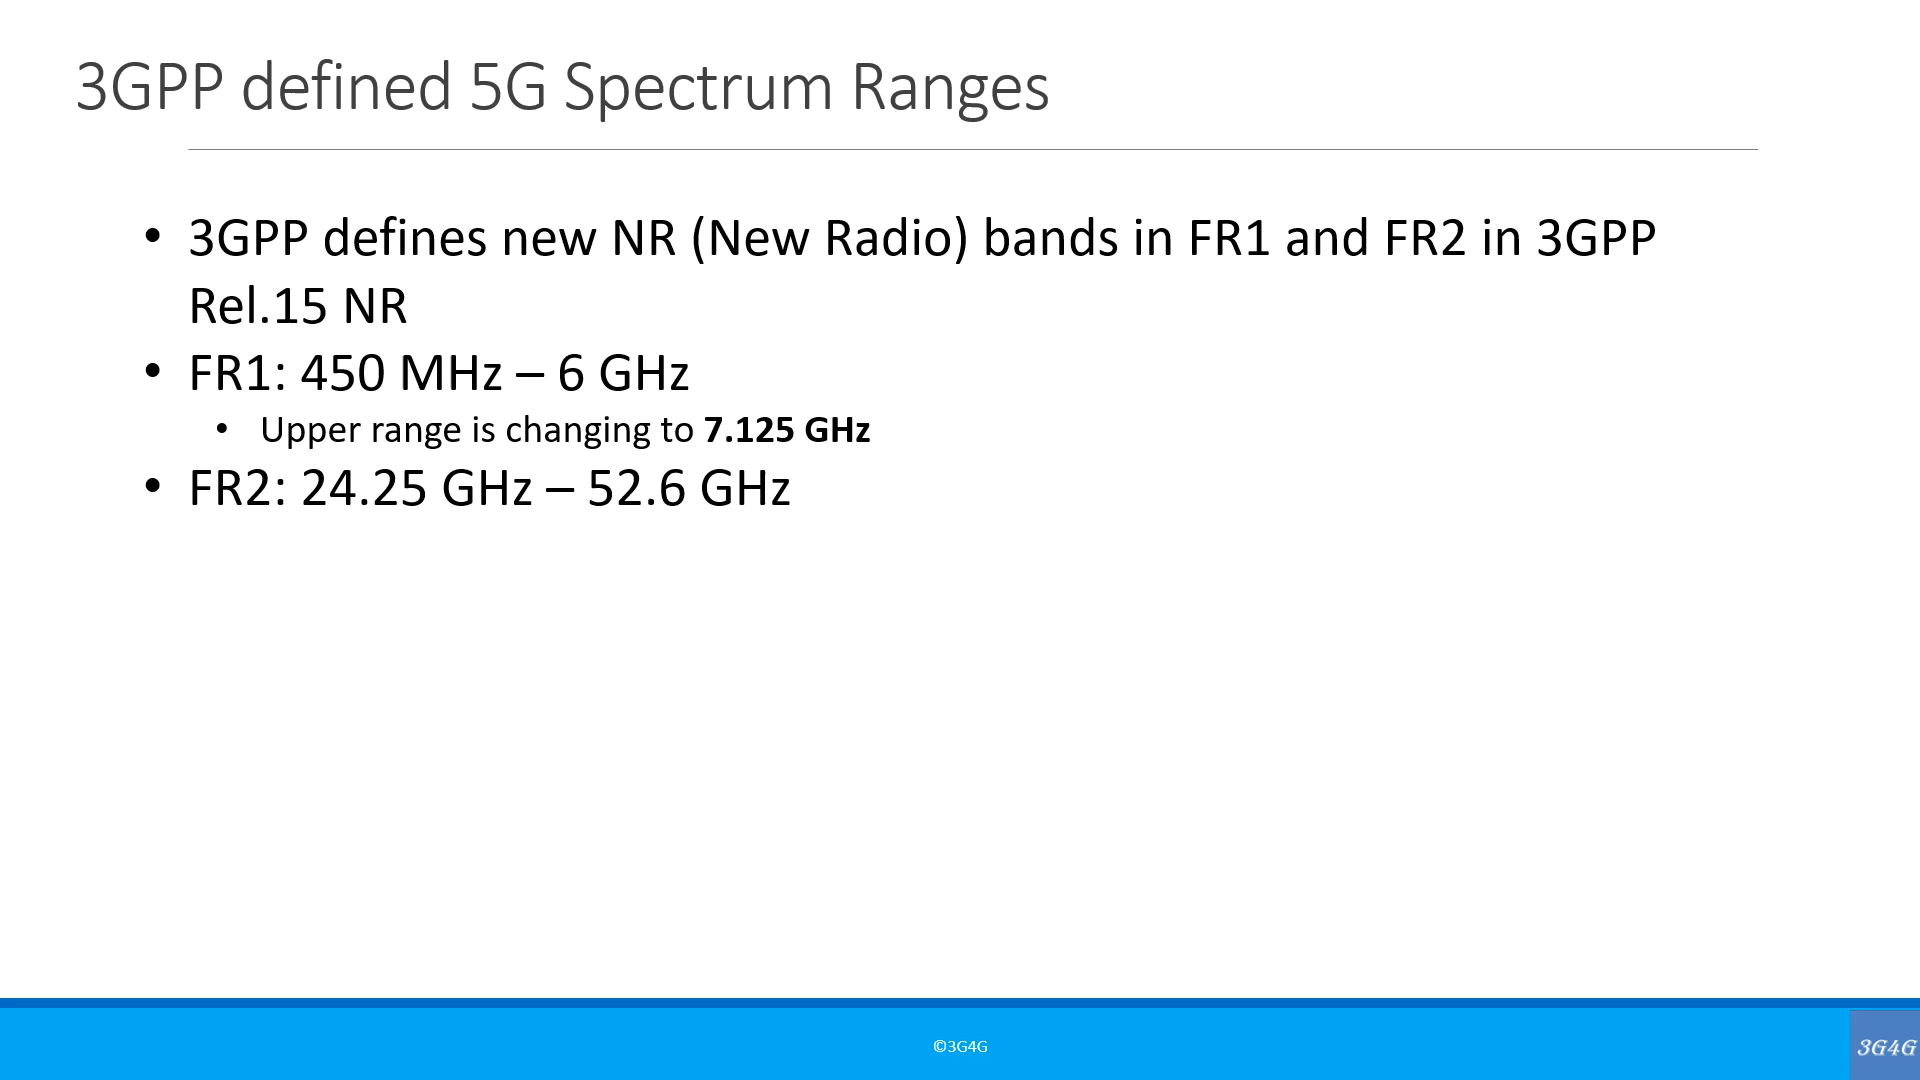 3GPP defined 5G Spectrum Ranges
• 3GPP defines new NR (New Radio) bands in FR1 and FR2 in 3GPP
Rel.15 NR
• FR1: 450 MHz – 6 GHz
• Upper range is changing to 7.125 GHz
• FR2: 24.25 GHz – 52.6 GHz
©3G4G
3G4G